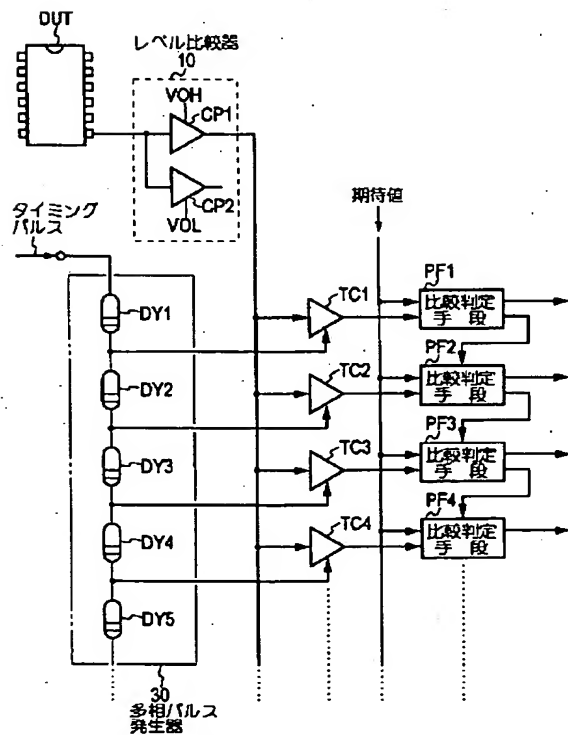 DUT
レベル比較器
10
VOH
CP1
CP2
VOL
タイミング
パルス
期待値
DY1
TC1
PF1
比較判定
手　段
DY2
TC2
PF2
比較判定
手　段
DY3
TC3
PF3
比較判定
手　段
DY4
TC4
PF4
比較判定
手　段
DY5
30
多相パルス
発生器